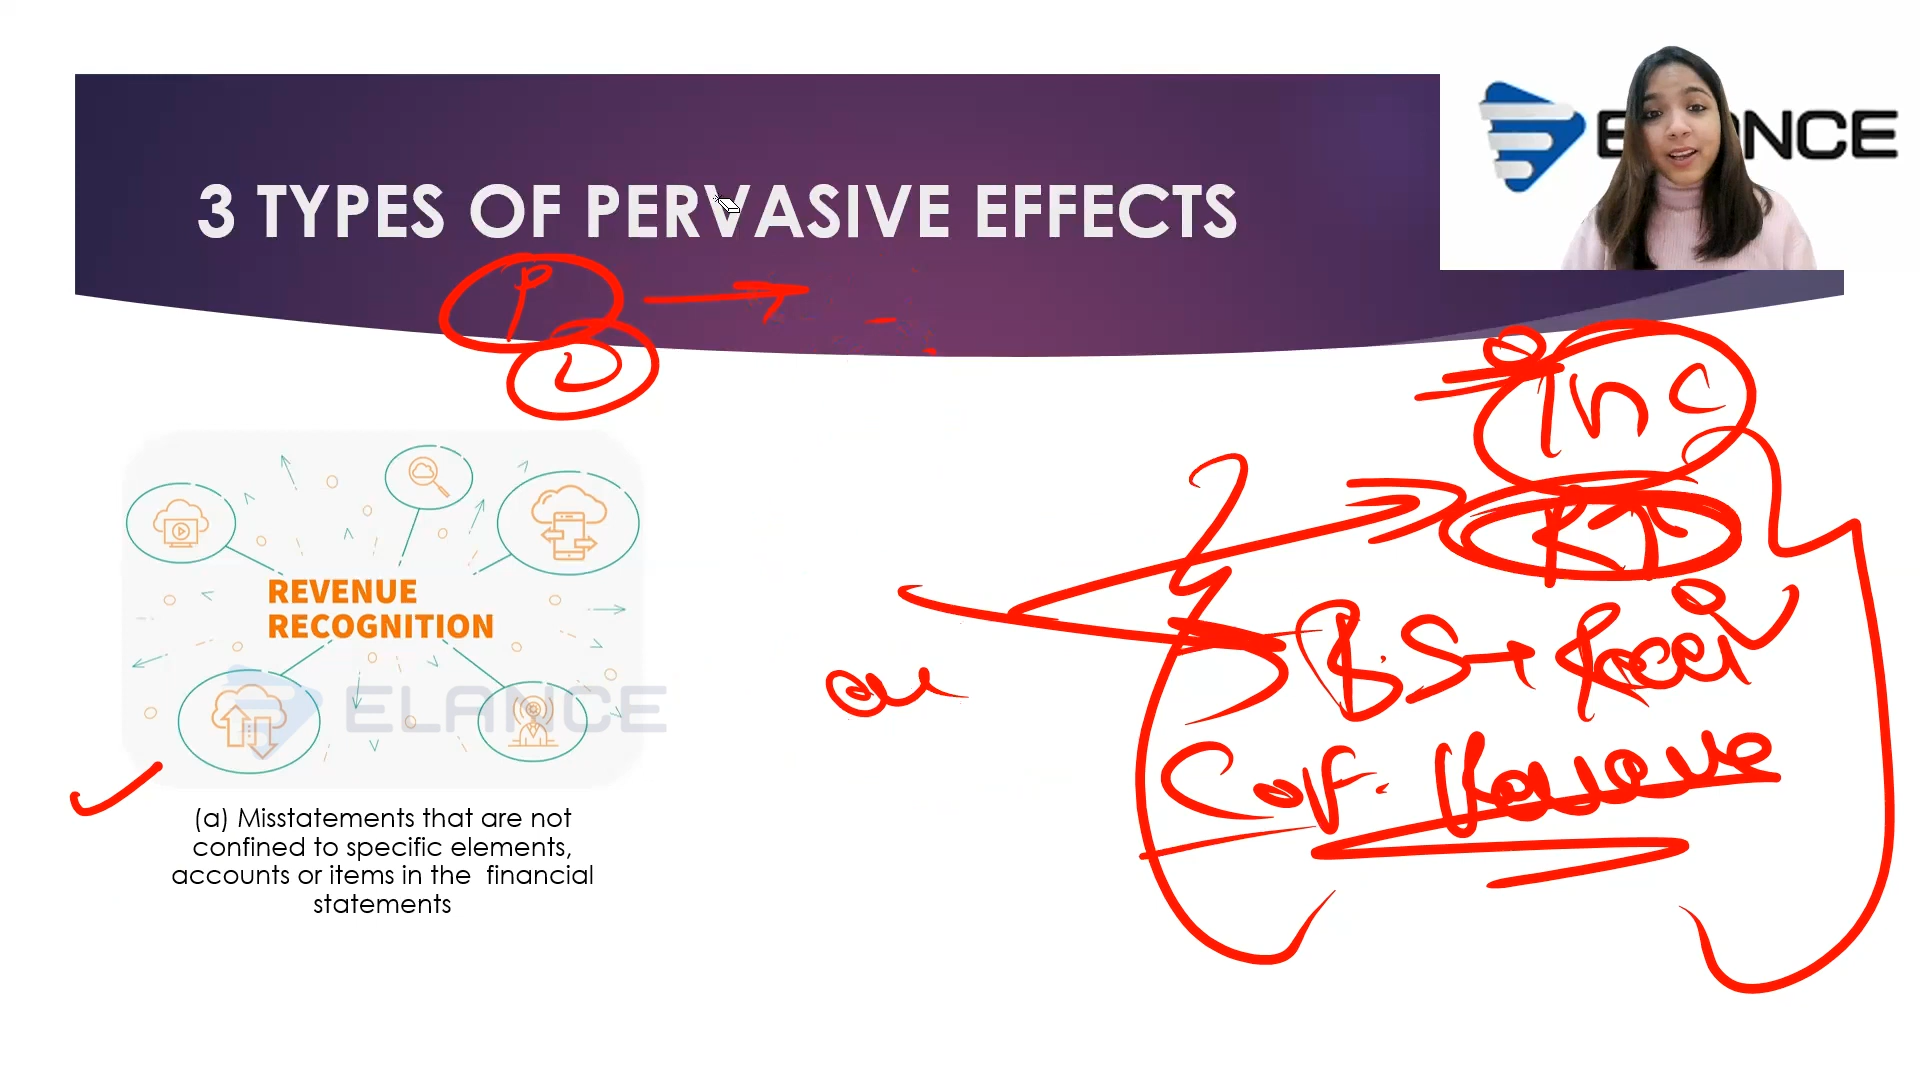 ELANCE
3 TYPES OF PERVASIVE EFFECTS
P
Inc
B.S → Recei
Revenue
REVENUE
RECOGNITION
ELANCE
(a) Misstatements that are not
confined to specific elements,
accounts or items in the financial
statements